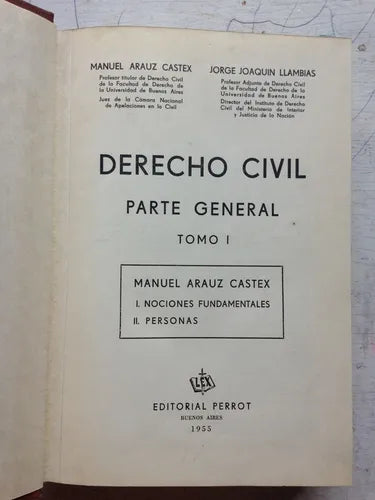 MANUEL ARAUZ CASTEX
Profesor titular de Derecho Civil
de la Facultad de Derecho de
la Universidad de Buenos Aires
Juez de la Cámara Nacional
de Apelaciones en lo Civil
JORGE JOAQUIN LLAMBIAS
Profesor Adjunto de Derecho Civil
de la Facultad de Derecho de la
Universidad de Buenos Aires
Director del Instituto de Derecho
Civil del Ministerio de Interior
y Justicia de la Nación
DERECHO CIVIL
PARTE GENERAL
TOMO I
MANUEL ARAUZ CASTEX
I. NOCIONES FUNDAMENTALES
II. PERSONAS
LEX
EDITORIAL PERROT
BUENOS AIRES
1955